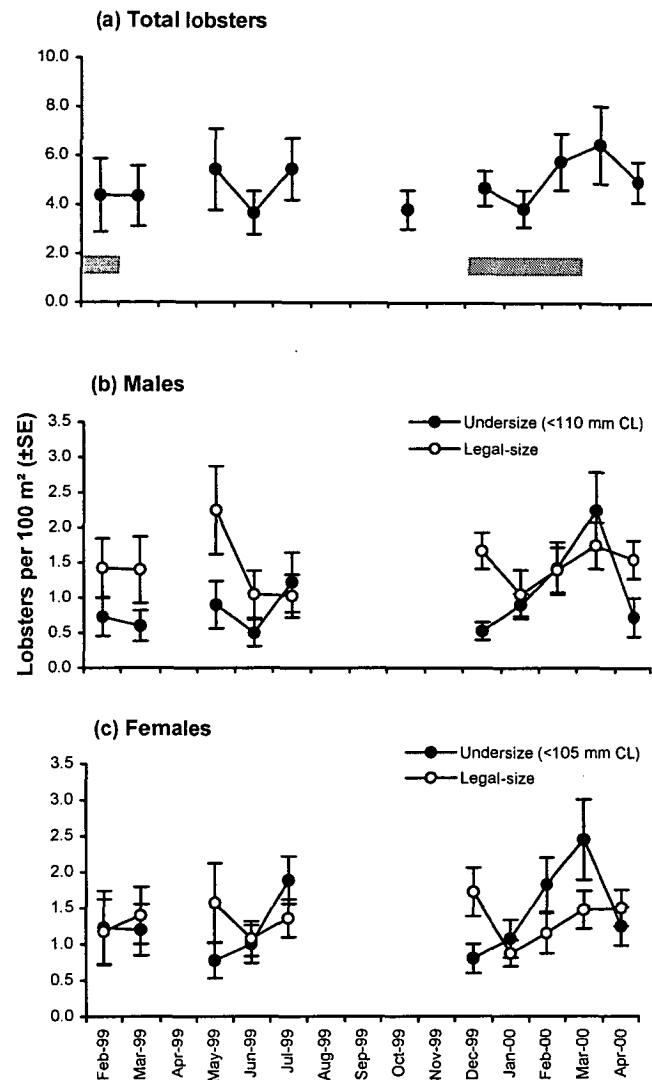 (a) Total lobsters
10.0
8.0
6.0
4.0
2.0
0.0
Lobsters per 100 m² (±SE)
(b) Males
3.5
3.0
2.5
2.0
1.5
1.0
0.5
0.0
Undersize (<110 mm CL)
Legal-size
(c) Females
3.5
3.0
2.5
2.0
1.5
1.0
0.5
0.0
Undersize (<105 mm CL)
Legal-size
Feb-99
Mar-99
Apr-99
May-99
Jun-99
Jul-99
Aug-99
Sep-99
Oct-99
Nov-99
Dec-99
Jan-00
Feb-00
Mar-00
Apr-00